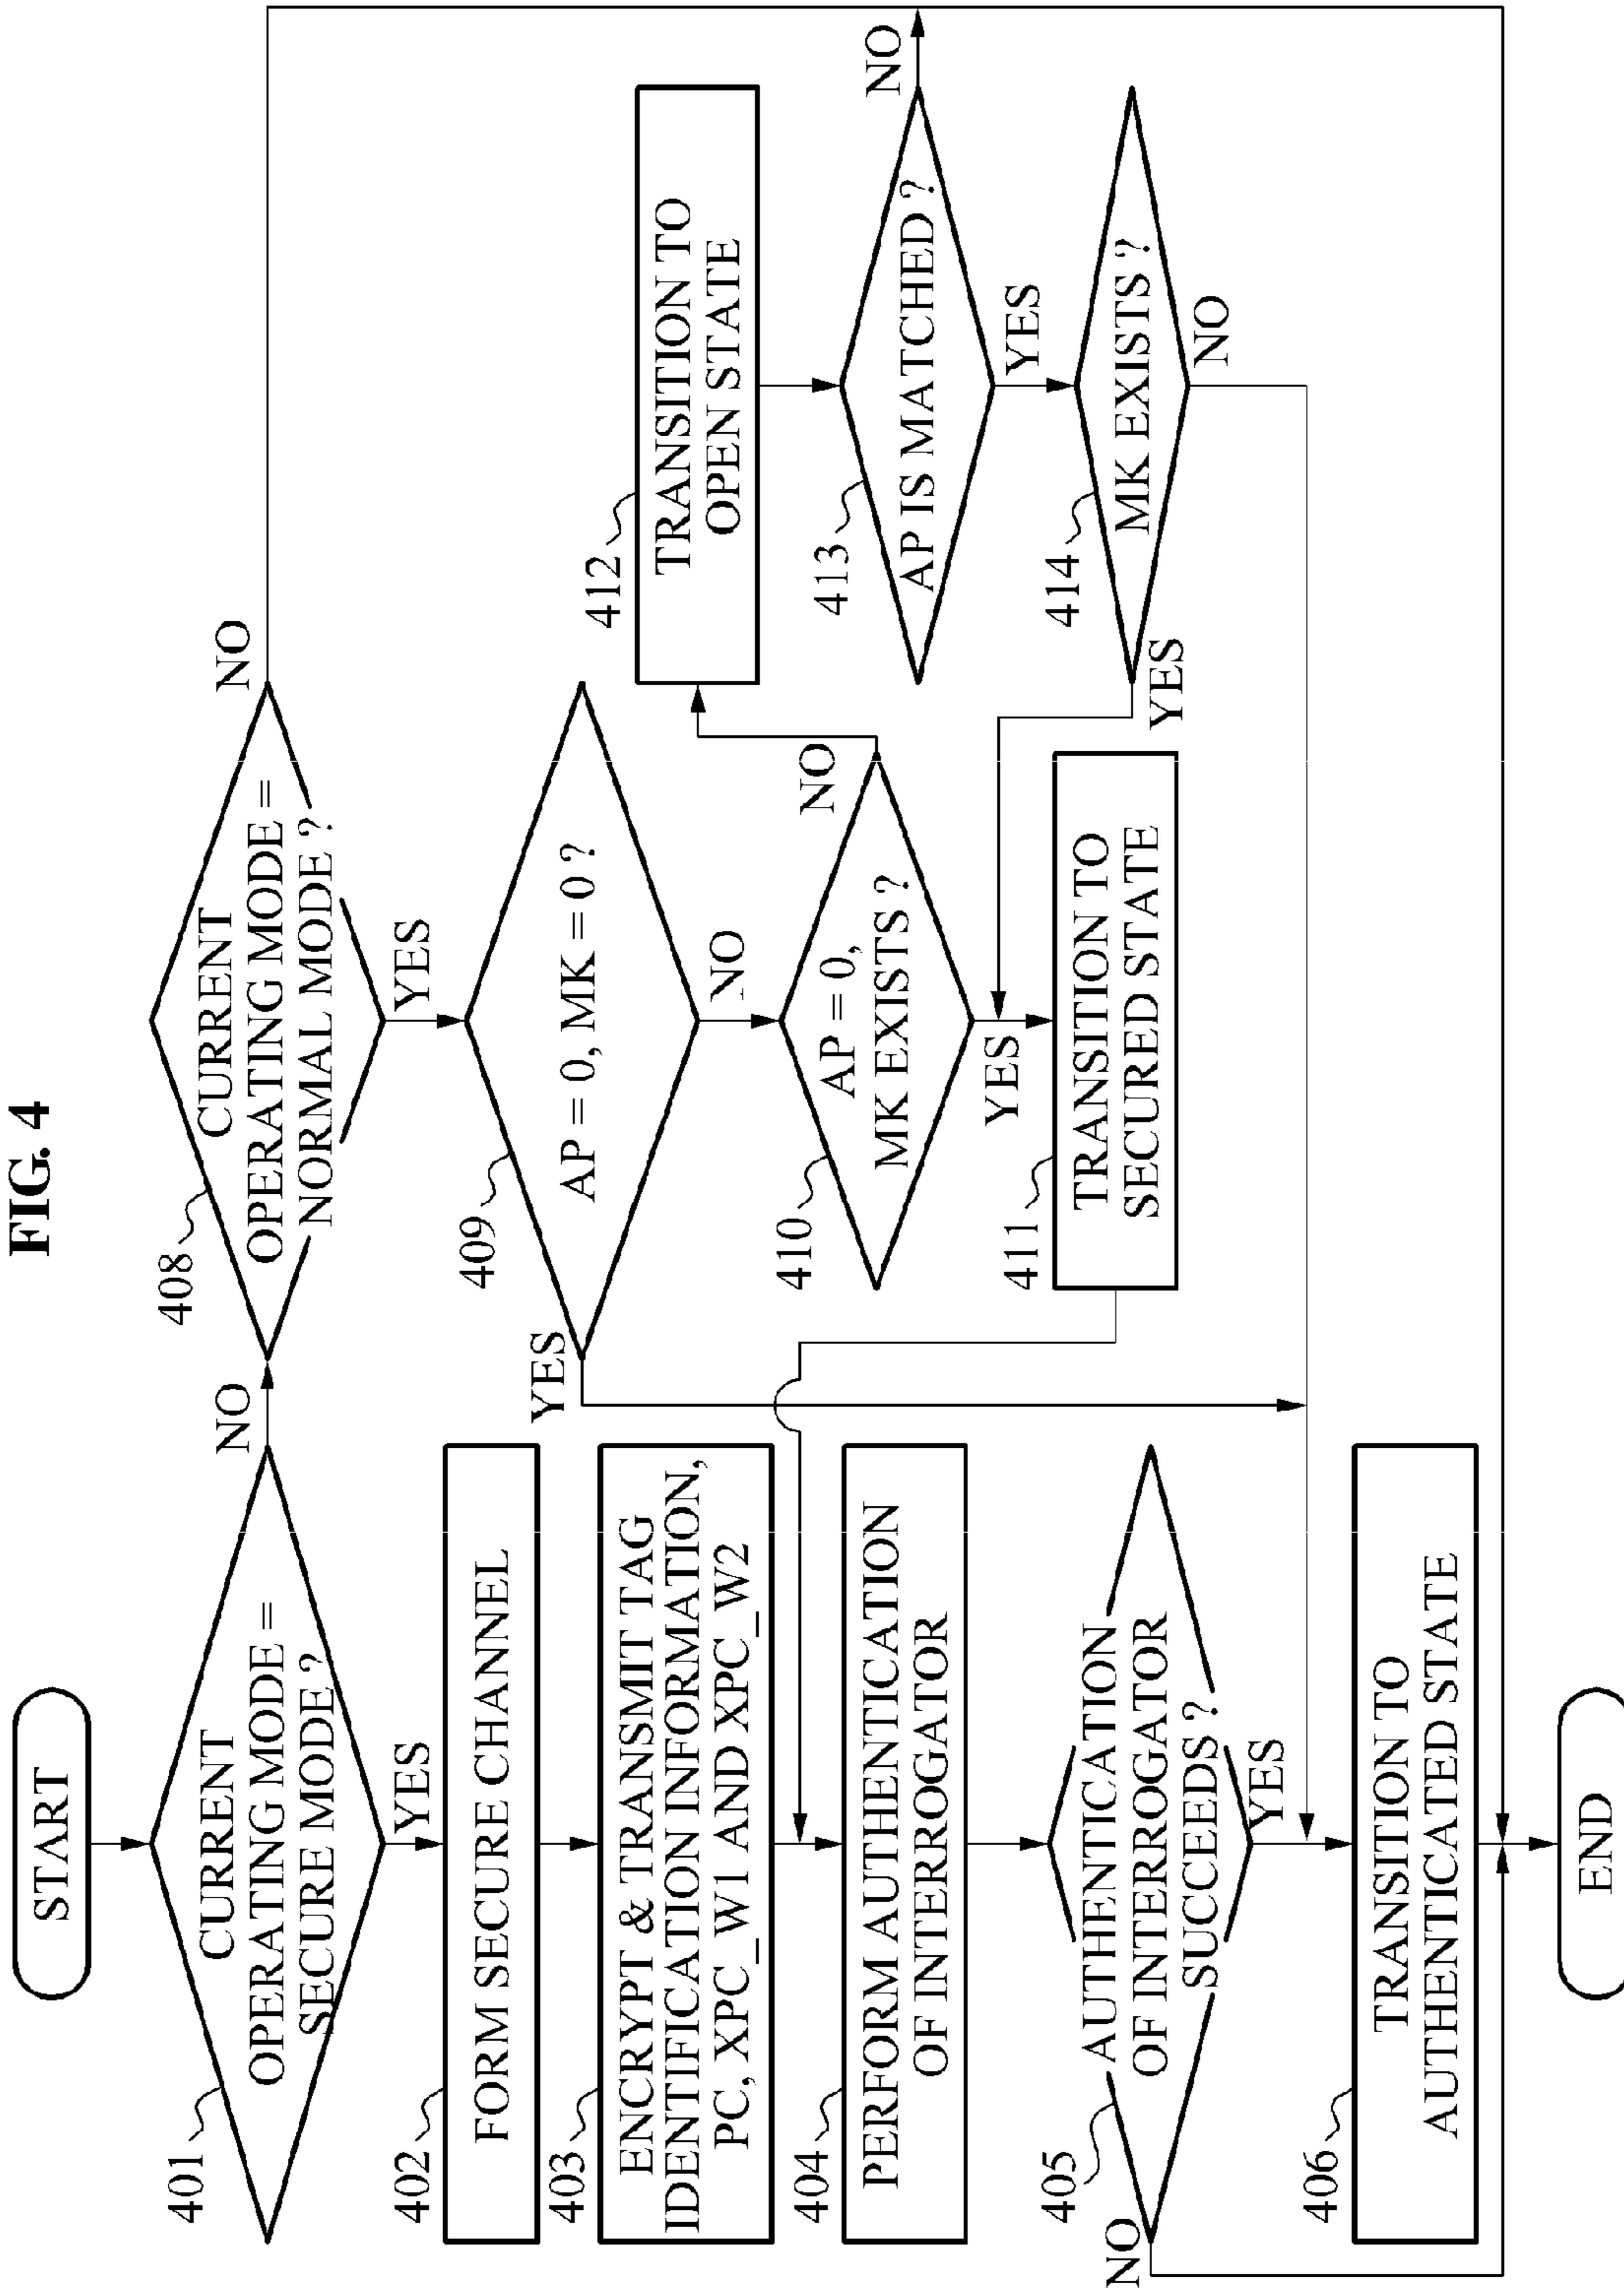 FIG. 4
START
401
CURRENT
OPERATING MODE =
SECURE MODE ?
NO
YES
402
FORM SECURE CHANNEL
403
ENCRYPT & TRANSMIT TAG
IDENTIFICATION INFORMATION,
PC, XPC_W1 AND XPC_W2
404
PERFORM AUTHENTICATION
OF INTERROGATOR
405
AUTHENTICATION
OF INTERROGATOR
SUCCEEDS ?
NO
YES
406
TRANSITION TO
AUTHENTICATED STATE
END
408
CURRENT
OPERATING MODE =
NORMAL MODE ?
NO
YES
409
AP = 0, MK = 0 ?
YES
NO
410
AP = 0,
MK EXISTS ?
NO
YES
411
TRANSITION TO
SECURED STATE
412
TRANSITION TO
OPEN STATE
413
AP IS MATCHED ?
NO
YES
414
MK EXISTS ?
YES
NO